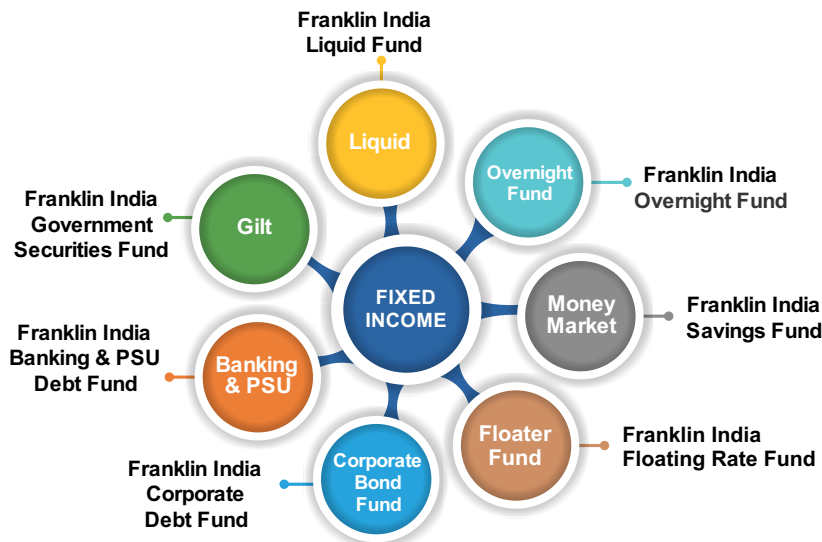 Franklin India
Liquid Fund
Liquid
Overnight
Fund
Franklin India
Overnight Fund
Franklin India
Government
Securities Fund
Gilt
FIXED
INCOME
Money
Market
Franklin India
Savings Fund
Franklin India
Banking & PSU
Debt Fund
Banking
& PSU
Floater
Fund
Franklin India
Floating Rate Fund
Franklin India
Corporate
Debt Fund
Corporate
Bond
Fund